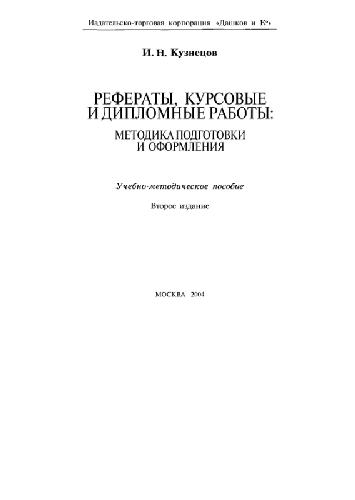 Издательско-торговая корпорация «Дашков и К°»
И. Н. Кузнецов
РЕФЕРАТЫ, КУРСОВЫЕ
И ДИПЛОМНЫЕ РАБОТЫ:
МЕТОДИКА ПОДГОТОВКИ
И ОФОРМЛЕНИЯ
Учебно-методическое пособие
Второе издание
МОСКВА 2004